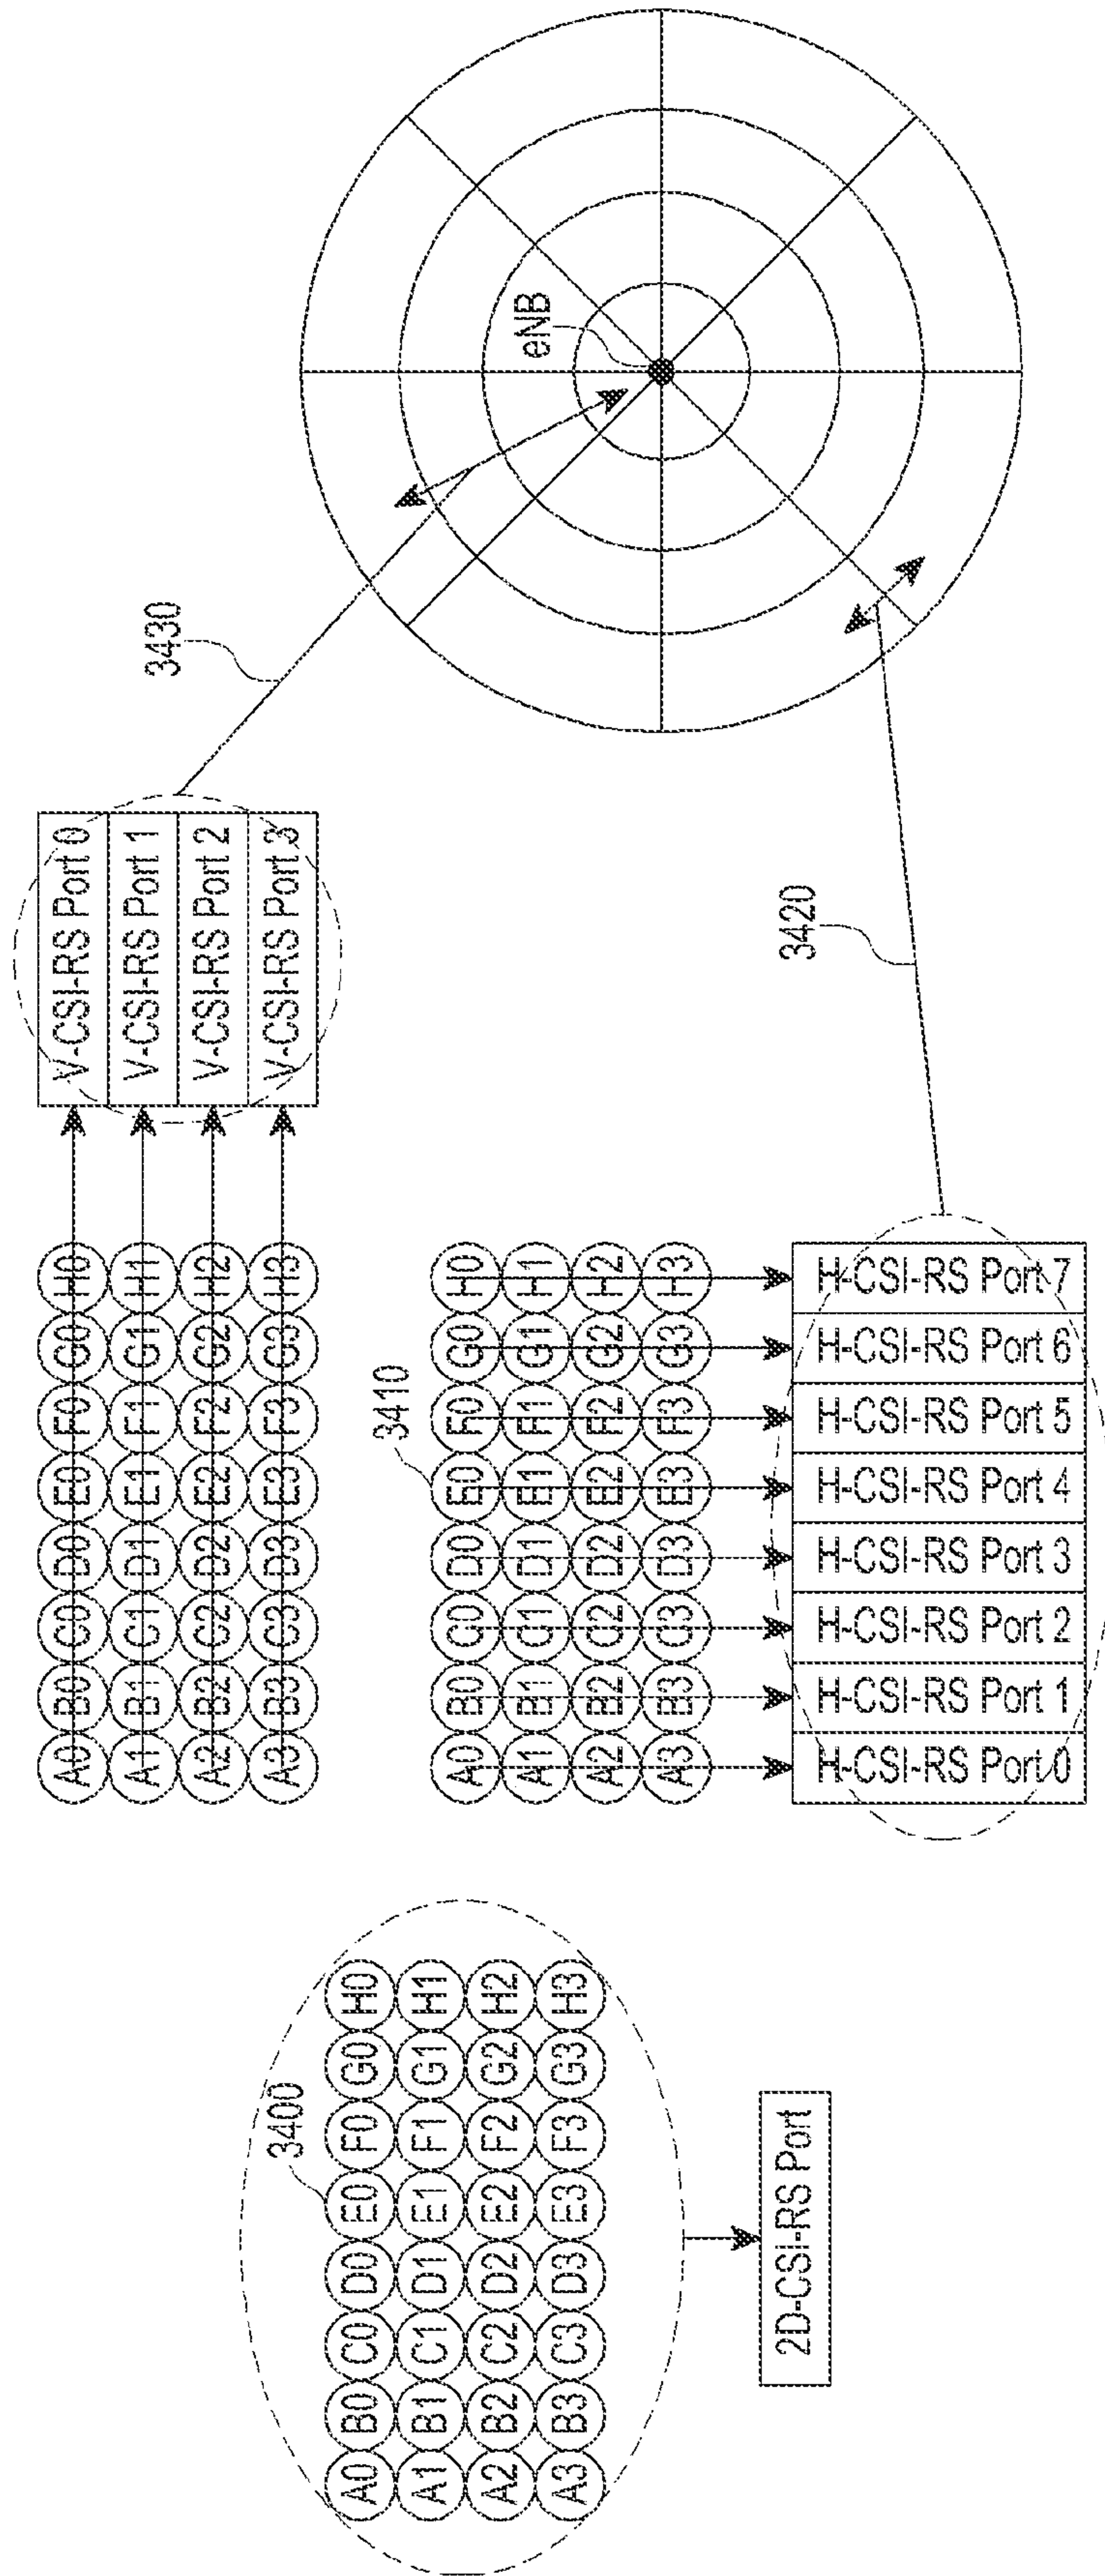 3400
A0 B0 C0 D0 E0 F0 G0 H0
A1 B1 C1 D1 E1 F1 G1 H1
A2 B2 C2 D2 E2 F2 G2 H2
A3 B3 C3 D3 E3 F3 G3 H3
2D-CSI-RS Port
A0 B0 C0 D0 E0 F0 G0 H0
A1 B1 C1 D1 E1 F1 G1 H1
A2 B2 C2 D2 E2 F2 G2 H2
A3 B3 C3 D3 E3 F3 G3 H3
V-CSI-RS Port 0
V-CSI-RS Port 1
V-CSI-RS Port 2
V-CSI-RS Port 3
3430
3410
A0 B0 C0 D0 E0 F0 G0 H0
A1 B1 C1 D1 E1 F1 G1 H1
A2 B2 C2 D2 E2 F2 G2 H2
A3 B3 C3 D3 E3 F3 G3 H3
H-CSI-RS Port 0
H-CSI-RS Port 1
H-CSI-RS Port 2
H-CSI-RS Port 3
H-CSI-RS Port 4
H-CSI-RS Port 5
H-CSI-RS Port 6
H-CSI-RS Port 7
3420
eNB